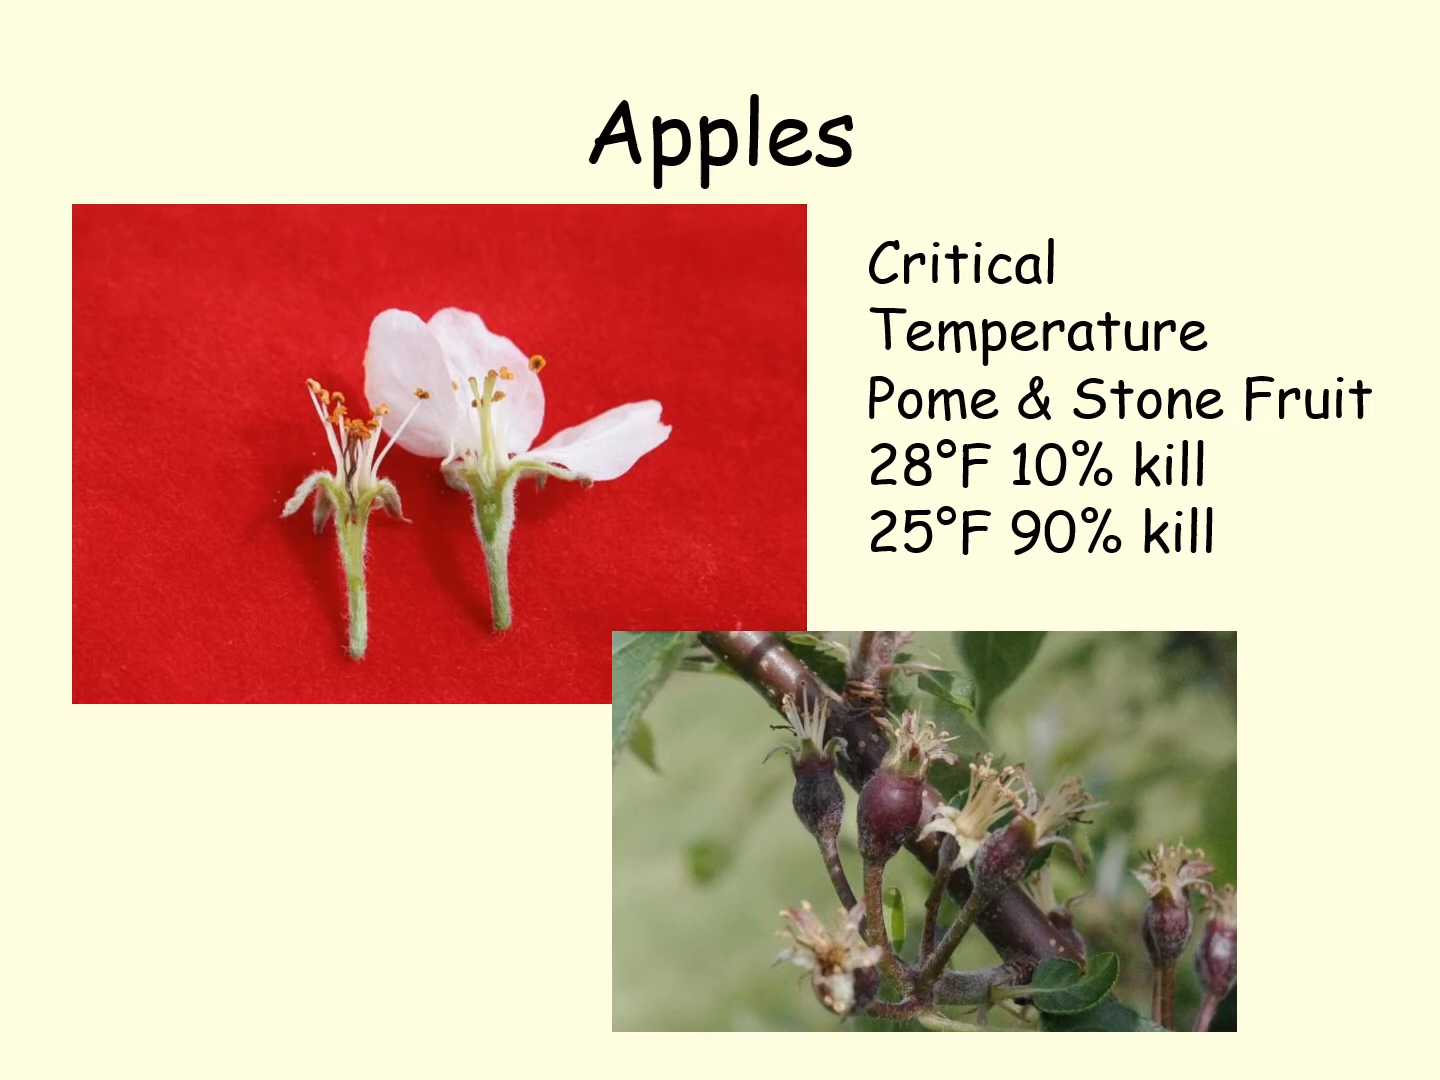 Apples
Critical
Temperature
Pome & Stone Fruit
28°F 10% kill
25°F 90% kill